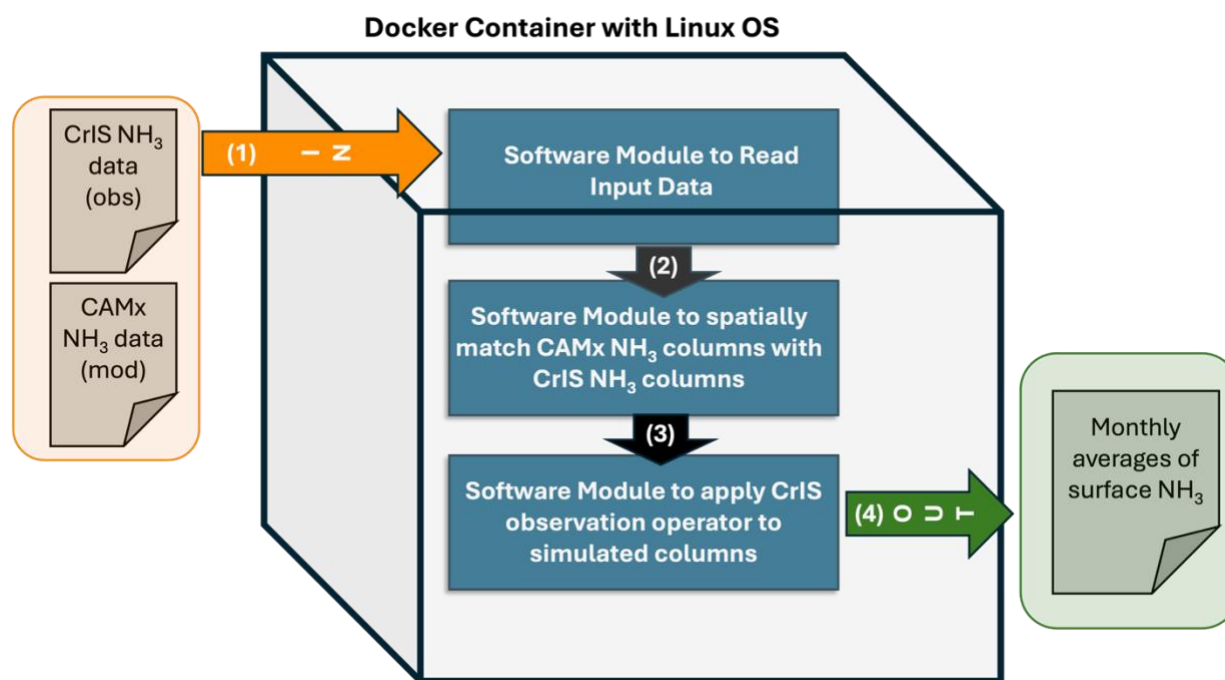 Docker Container with Linux OS
CrIS NH₃
data
(obs)
CAMx
NH₃ data
(mod)
(1) IN
Software Module to Read
Input Data
(2)
Software Module to spatially
match CAMx NH₃ columns with
CrIS NH₃ columns
(3)
Software Module to apply CrIS
observation operator to
simulated columns
(4) OUT
Monthly
averages of
surface NH₃